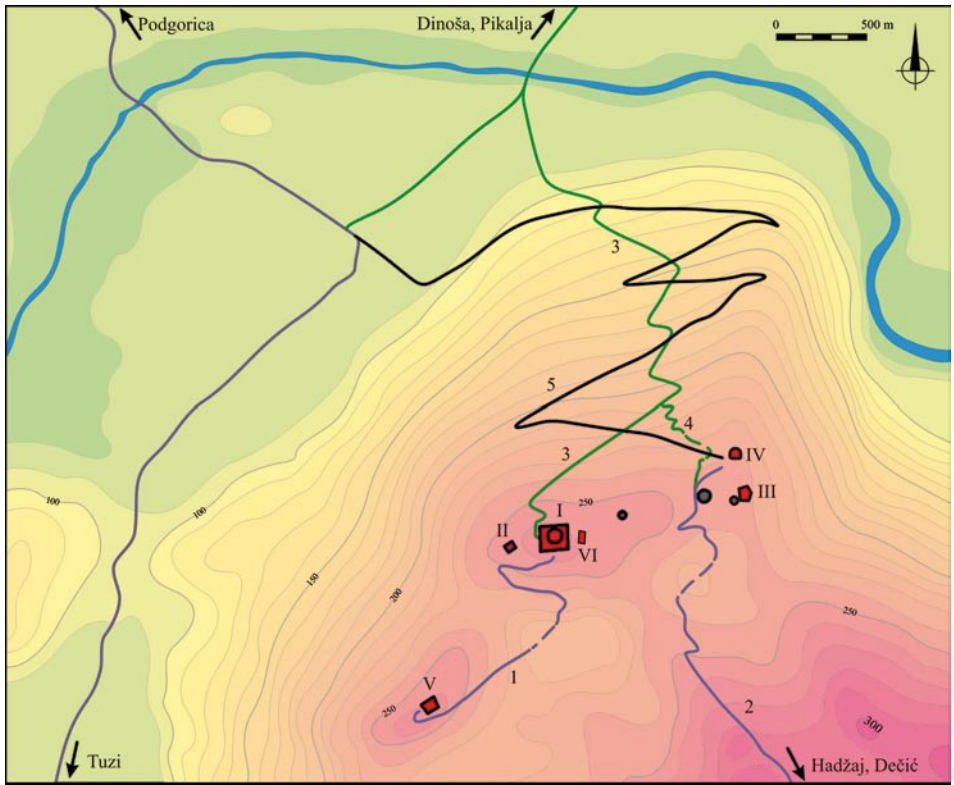 Podgorica
Dinoša, Pikalja
0 500 m
3
5
4
IV
3
III
250
I
II
VI
100
100
150
200
250
V
1
250
2
300
Tuzi
Hadžaj, Dečić